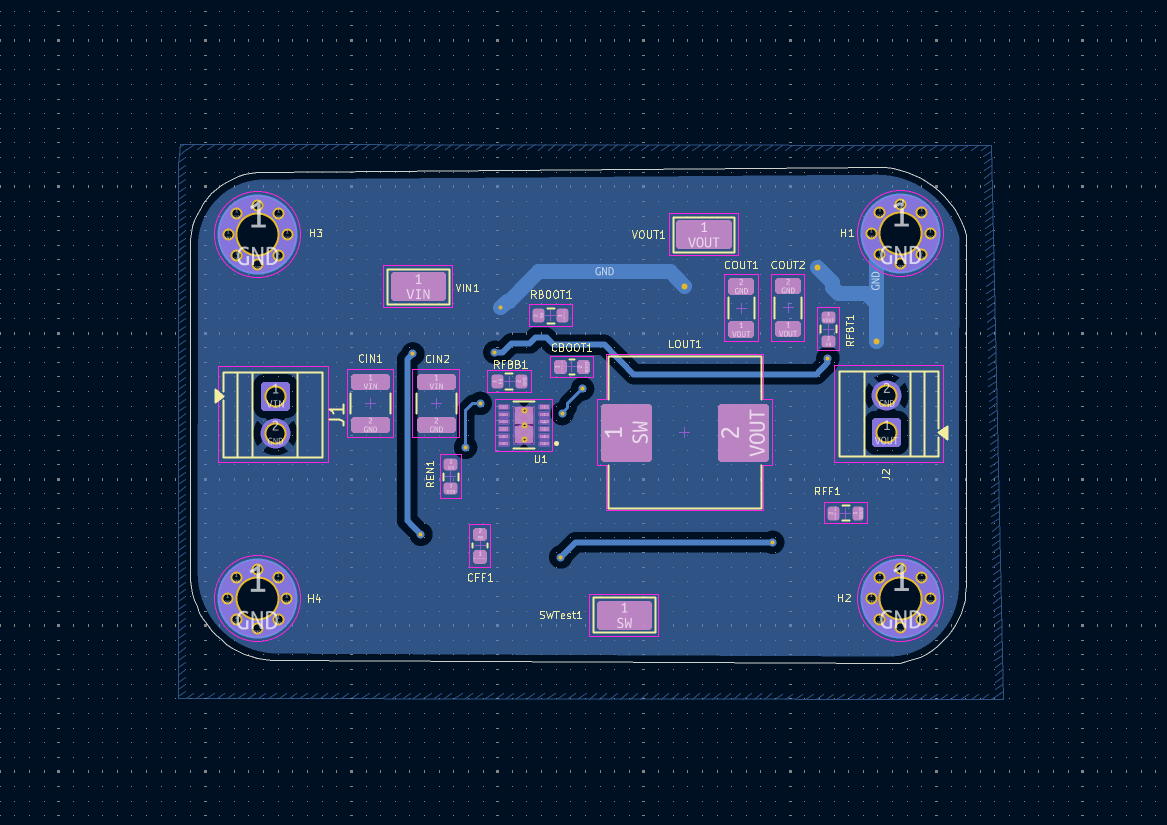 1
GND
H3
1
VOUT
VOUT1
1
GND
H1
GND
1
VIN
VIN1
COUT1
2
GND
1
VOUT
COUT2
2
GND
1
VOUT
GND
RBOOT1
RFBT1
CBOOT1
LOUT1
CIN1
1
VIN
2
GND
CIN2
1
VIN
2
GND
RFBB1
1
VIN
2
GND
J1
1
SW
2
VOUT
2
GND
1
VOUT
J2
U1
REN1
RFF1
CFF1
1
GND
H4
SWTest1
1
SW
H2
1
GND